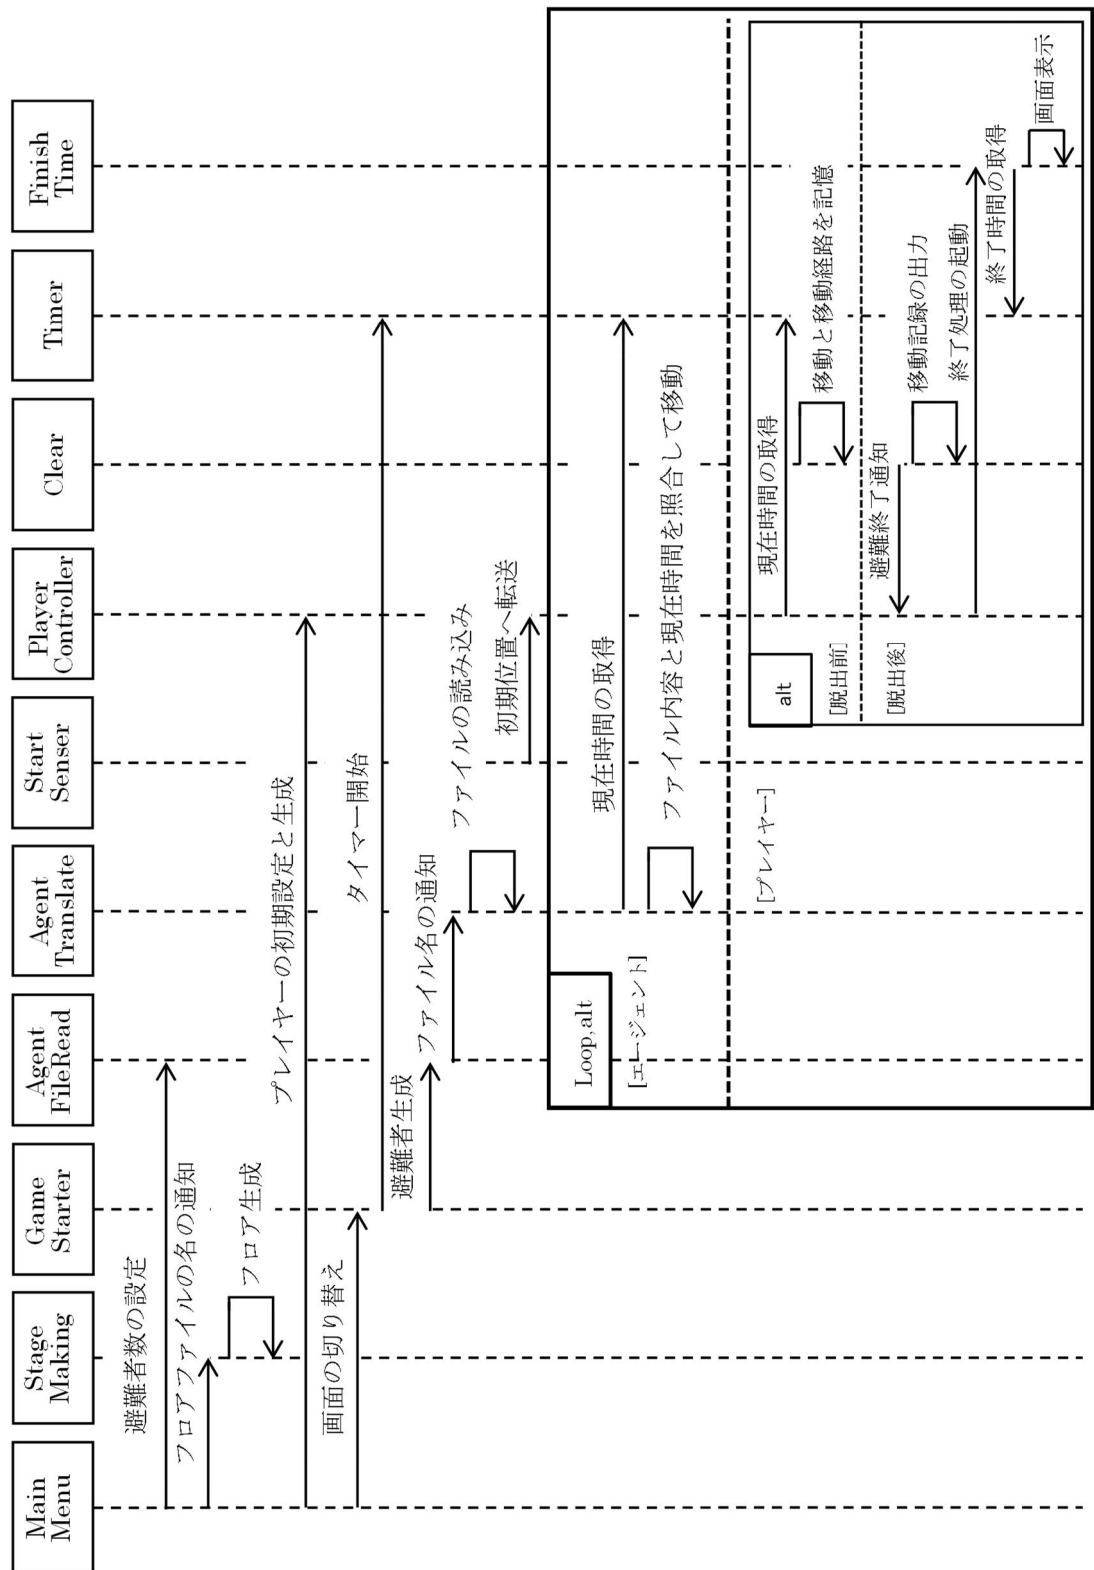 Main
Menu
Stage
Making
Game
Starter
Agent
FileRead
Agent
Translate
Start
Senser
Player
Controller
Clear
Timer
Finish
Time
避難者数の設定
フロアファイルの名の通知
フロア生成
プレイヤーの初期設定と生成
画面の切り替え
タイマー開始
避難者生成
ファイル名の通知
ファイルの読み込み
初期位置へ転送
Loop,alt
[エージェント]
現在時間の取得
ファイル内容と現在時間を照合して移動
[プレイヤー]
alt
[脱出前]
現在時間の取得
移動と移動経路を記憶
[脱出後]
避難終了通知
移動記録の出力
終了処理の起動
終了時間の取得
画面表示